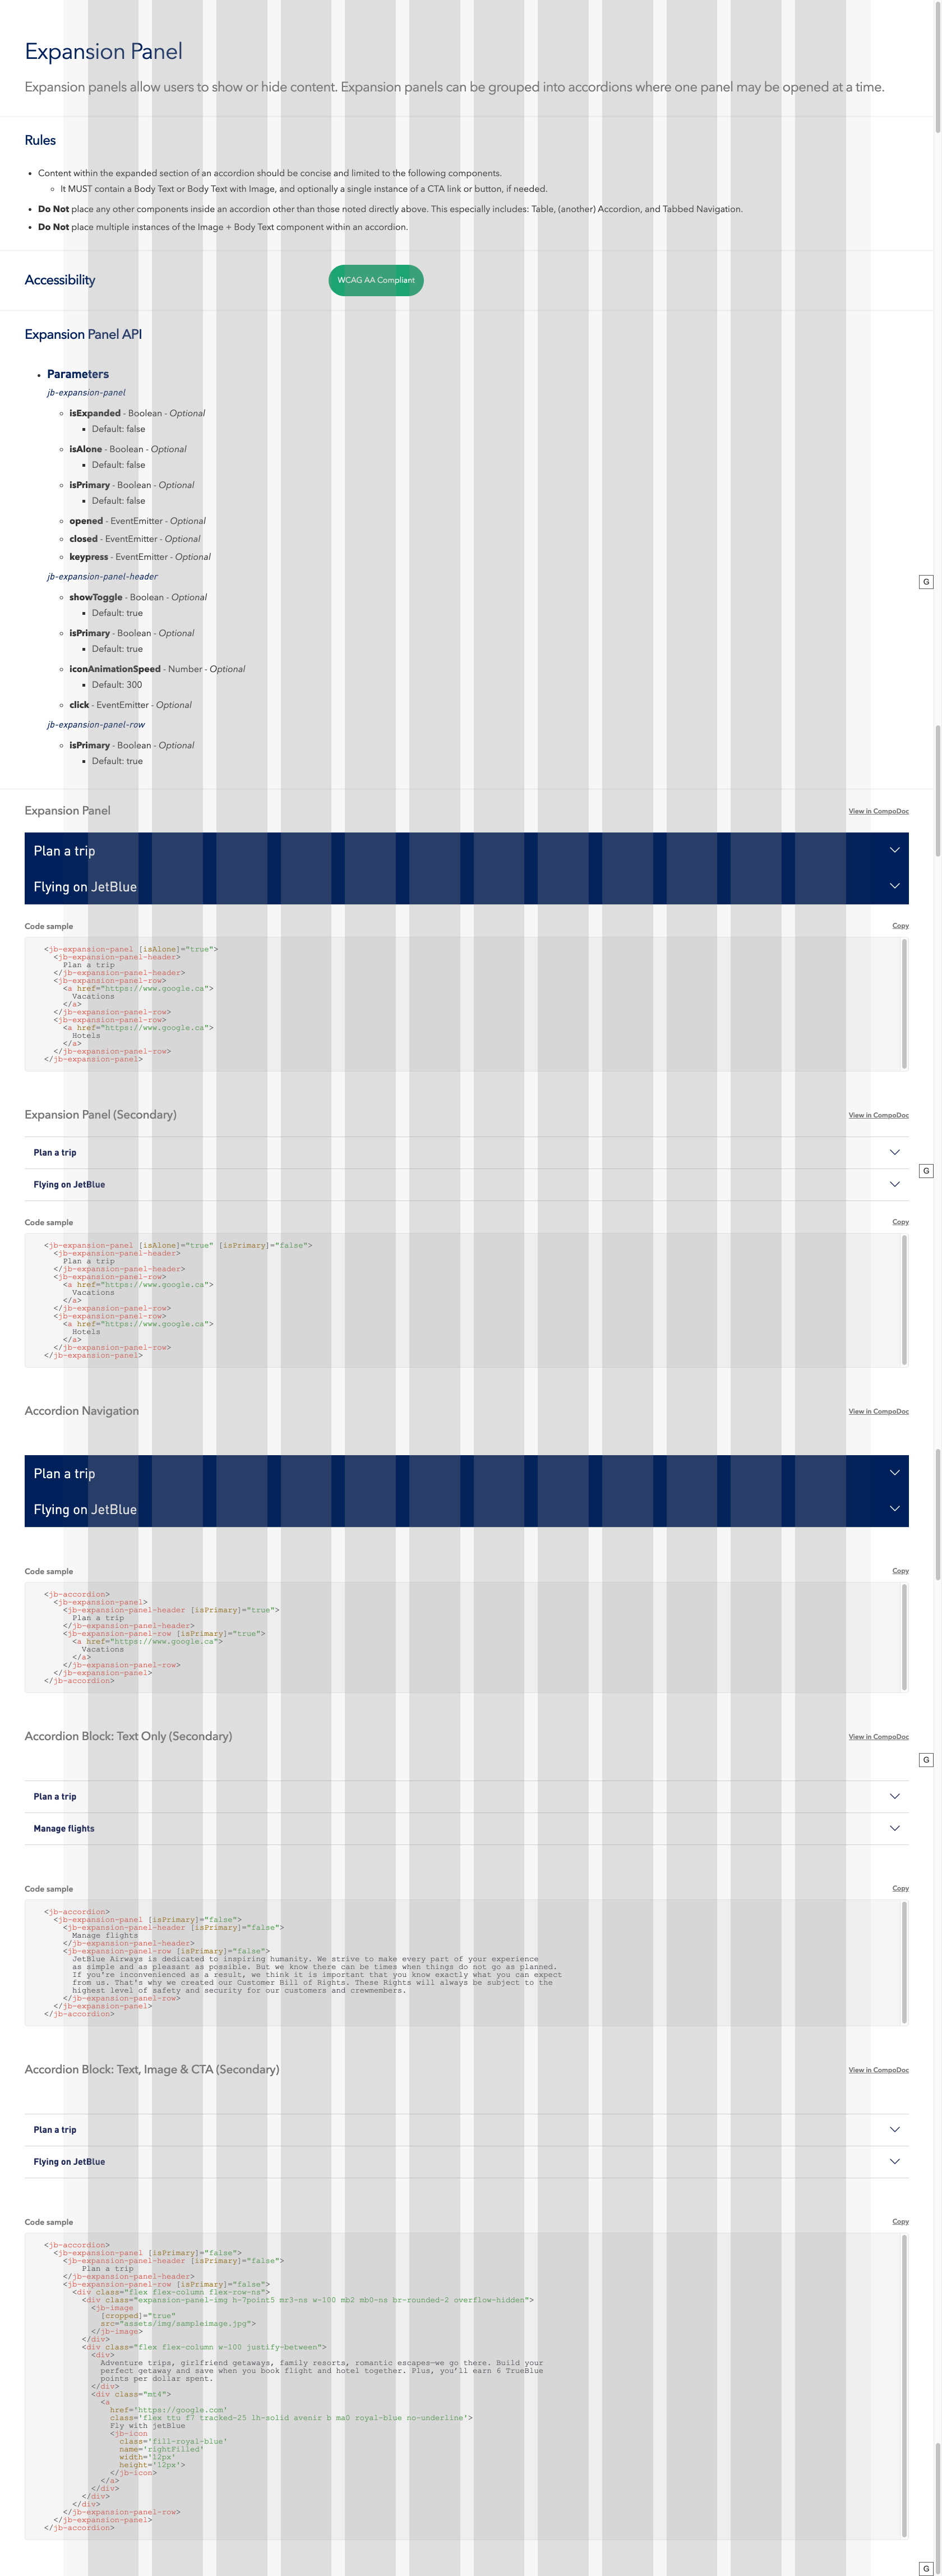 Expansion Panel
Expansion panels allow users to show or hide content. Expansion panels can be grouped into accordions where one panel may be opened at a time.
Rules
Content within the expanded section of an accordion should be concise and limited to the following components.
It MUST contain a Body Text or Body Text with Image, and optionally a single instance of a CTA link or button, if needed.
Do Not place any other components inside an accordion other than those noted directly above. This especially includes: Table, (another) Accordion, and Tabbed Navigation.
Do Not place multiple instances of the Image + Body Text component within an accordion.
Accessibility
WCAG AA Compliant
Expansion Panel API
Parameters
jb-expansion-panel
isExpanded - Boolean - Optional
Default: false
isAlone - Boolean - Optional
Default: false
isPrimary - Boolean - Optional
Default: false
opened - EventEmitter - Optional
closed - EventEmitter - Optional
keypress - EventEmitter - Optional
jb-expansion-panel-header
G
showToggle - Boolean - Optional
Default: true
isPrimary - Boolean - Optional
Default: true
iconAnimationSpeed - Number - Optional
Default: 300
click - EventEmitter - Optional
jb-expansion-panel-row
isPrimary - Boolean - Optional
Default: true
Expansion Panel
View in CompoDoc
Plan a trip
Flying on JetBlue
Code sample
Copy
<jb-expansion-panel [isAlone]="true">
<jb-expansion-panel-header>
Plan a trip
</jb-expansion-panel-header>
<jb-expansion-panel-row>
<a href="https://www.google.ca">
Vacations
</a>
</jb-expansion-panel-row>
<jb-expansion-panel-row>
<a href="https://www.google.ca">
Hotels
</a>
</jb-expansion-panel-row>
</jb-expansion-panel>
Expansion Panel (Secondary)
View in CompoDoc
Plan a trip
G
Flying on JetBlue
Code sample
Copy
<jb-expansion-panel [isAlone]="true" [isPrimary]="false">
<jb-expansion-panel-header>
Plan a trip
</jb-expansion-panel-header>
<jb-expansion-panel-row>
<a href="https://www.google.ca">
Vacations
</a>
</jb-expansion-panel-row>
<jb-expansion-panel-row>
<a href="https://www.google.ca">
Hotels
</a>
</jb-expansion-panel-row>
</jb-expansion-panel>
Accordion Navigation
View in CompoDoc
Plan a trip
Flying on JetBlue
Code sample
Copy
<jb-accordion>
<jb-expansion-panel>
<jb-expansion-panel-header [isPrimary]="true">
Plan a trip
</jb-expansion-panel-header>
<jb-expansion-panel-row [isPrimary]="true">
<a href="https://www.google.ca">
Vacations
</a>
</jb-expansion-panel-row>
</jb-expansion-panel>
</jb-accordion>
Accordion Block: Text Only (Secondary)
View in CompoDoc
G
Plan a trip
Manage flights
Code sample
Copy
<jb-accordion>
<jb-expansion-panel [isPrimary]="false">
<jb-expansion-panel-header [isPrimary]="false">
Manage flights
</jb-expansion-panel-header>
<jb-expansion-panel-row [isPrimary]="false">
JetBlue Airways is dedicated to inspiring humanity. We strive to make every part of your experience
as simple and as pleasant as possible. But we know there can be times when things do not go as planned.
If you're inconvenienced as a result, we think it is important that you know exactly what you can expect
from us. That's why we created our Customer Bill of Rights. These Rights will always be subject to the
highest level of safety and security for our customers and crewmembers.
</jb-expansion-panel-row>
</jb-expansion-panel>
</jb-accordion>
Accordion Block: Text, Image & CTA (Secondary)
View in CompoDoc
Plan a trip
Flying on JetBlue
Code sample
Copy
<jb-accordion>
<jb-expansion-panel [isPrimary]="false">
<jb-expansion-panel-header [isPrimary]="false">
Plan a trip
</jb-expansion-panel-header>
<jb-expansion-panel-row [isPrimary]="false">
<div class="flex flex-column flex-row-ns">
<div class="expansion-panel-img h-7point5 mr3-ns w-100 mb2 mb0-ns br-rounded-2 overflow-hidden">
<jb-image
[cropped]="true"
src="assets/img/sampleimage.jpg">
</jb-image>
</div>
<div class="flex flex-column w-100 justify-between">
<div>
Adventure trips, girlfriend getaways, family resorts, romantic escapes—we go there. Build your
perfect getaway and save when you book flight and hotel together. Plus, you'll earn 6 TrueBlue
points per dollar spent.
</div>
<div class="mt4">
<a
href='https://google.com'
class='flex ttu f7 tracked-25 lh-solid avenir b ma0 royal-blue no-underline'>
Fly with jetBlue
<jb-icon
class='fill-royal-blue'
name='rightFilled'
width='12px'
height='12px'>
</jb-icon>
</a>
</div>
</div>
</div>
</jb-expansion-panel-row>
</jb-expansion-panel>
</jb-accordion>
G